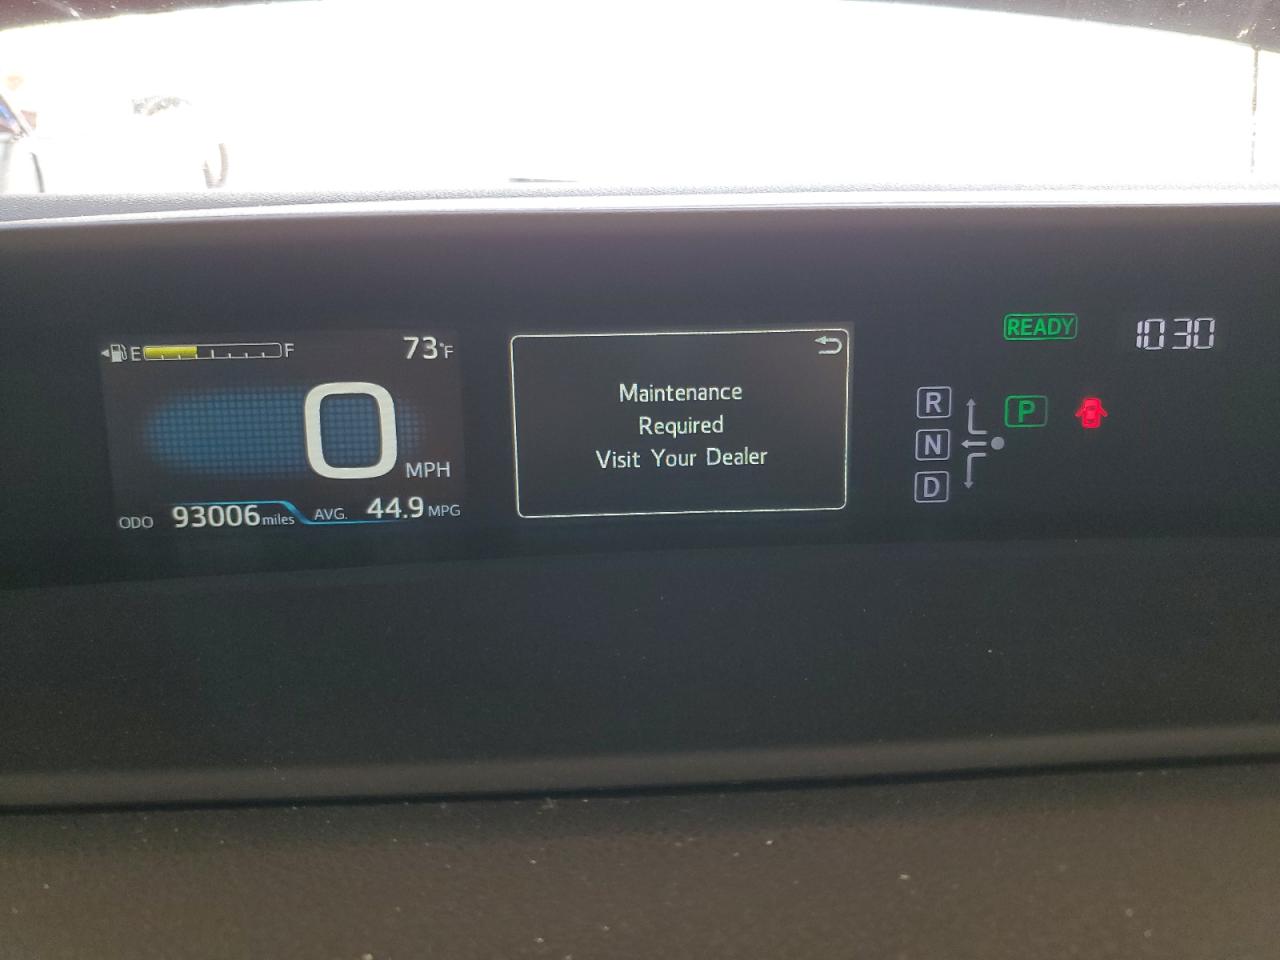 E F 73°F
0 MPH
ODO 93006 miles AVG. 44.9 MPG
Maintenance
Required
Visit Your Dealer
READY 10 30
R P
N
D